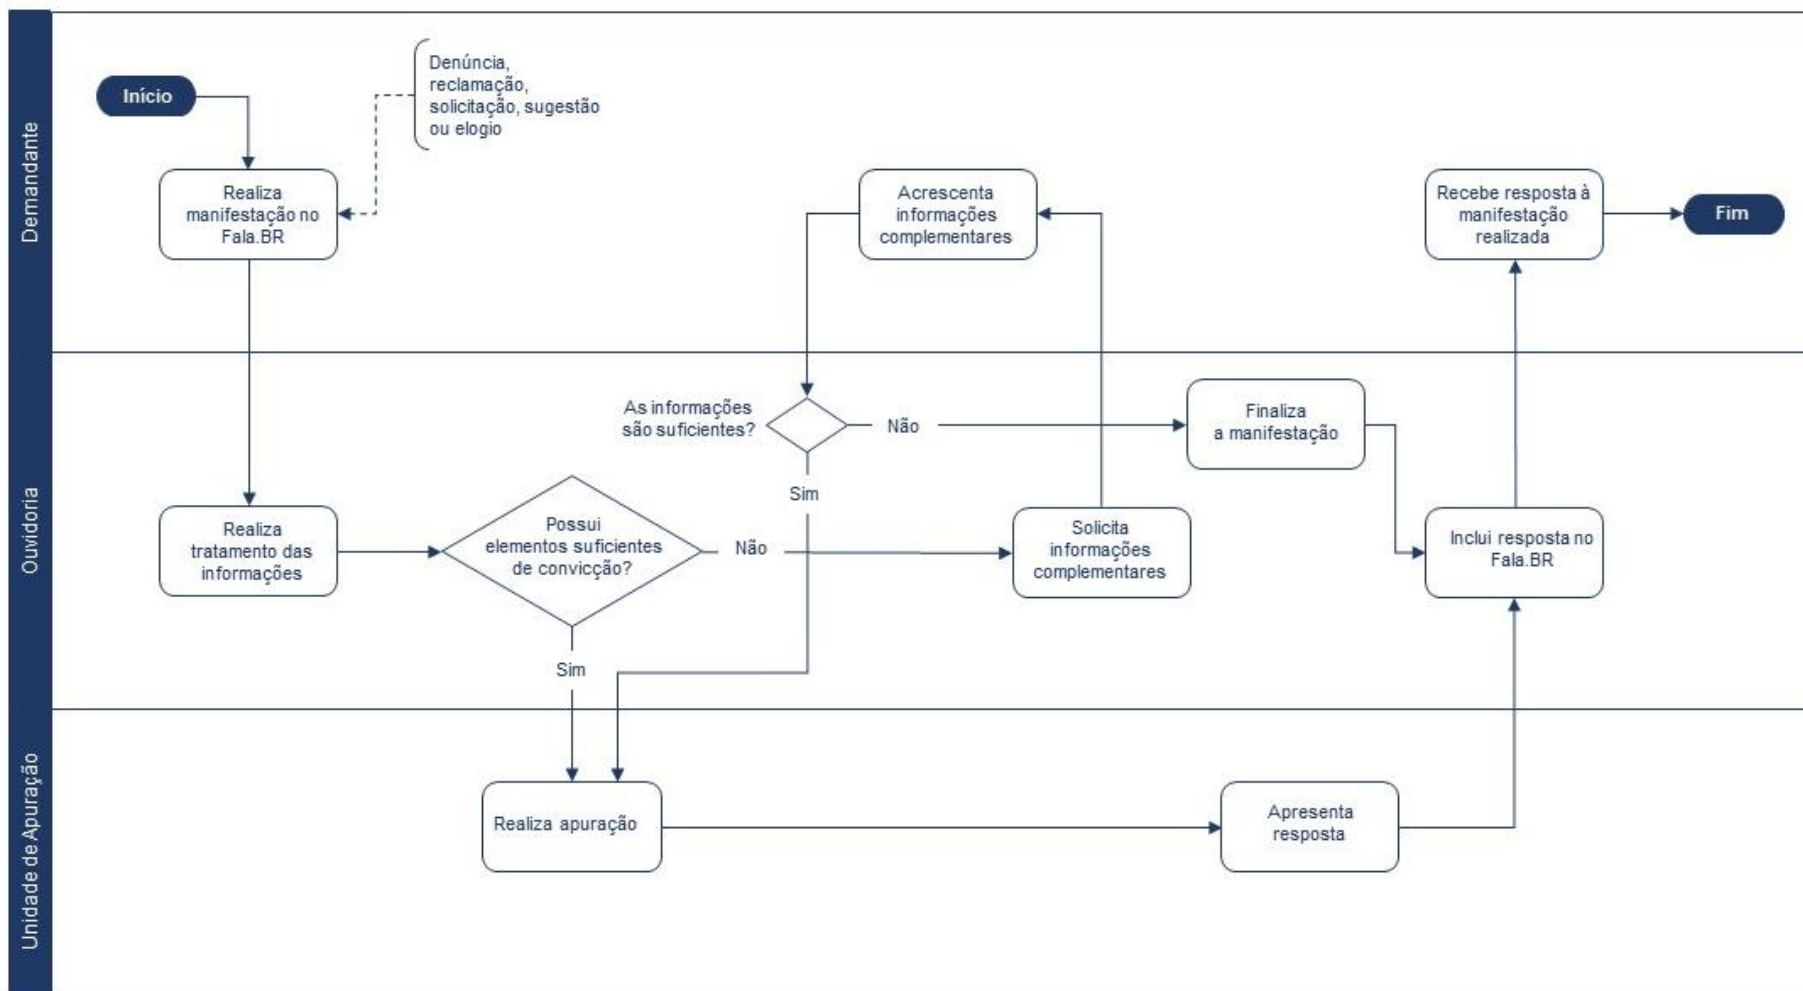 Demandante
Início
Denúncia,
reclamação,
solicitação, sugestão
ou elogio
Realiza
manifestação no
Fala.BR
Acrescenta
informações
complementares
Recebe resposta à
manifestação
realizada
Fim
Ouvidoria
As informações
são suficientes?
Não
Sim
Finaliza
a manifestação
Realiza
tratamento das
informações
Possui
elementos suficientes
de convicção?
Não
Sim
Solicita
informações
complementares
Inclui resposta no
Fala.BR
Unidade de Apuração
Realiza apuração
Apresenta
resposta